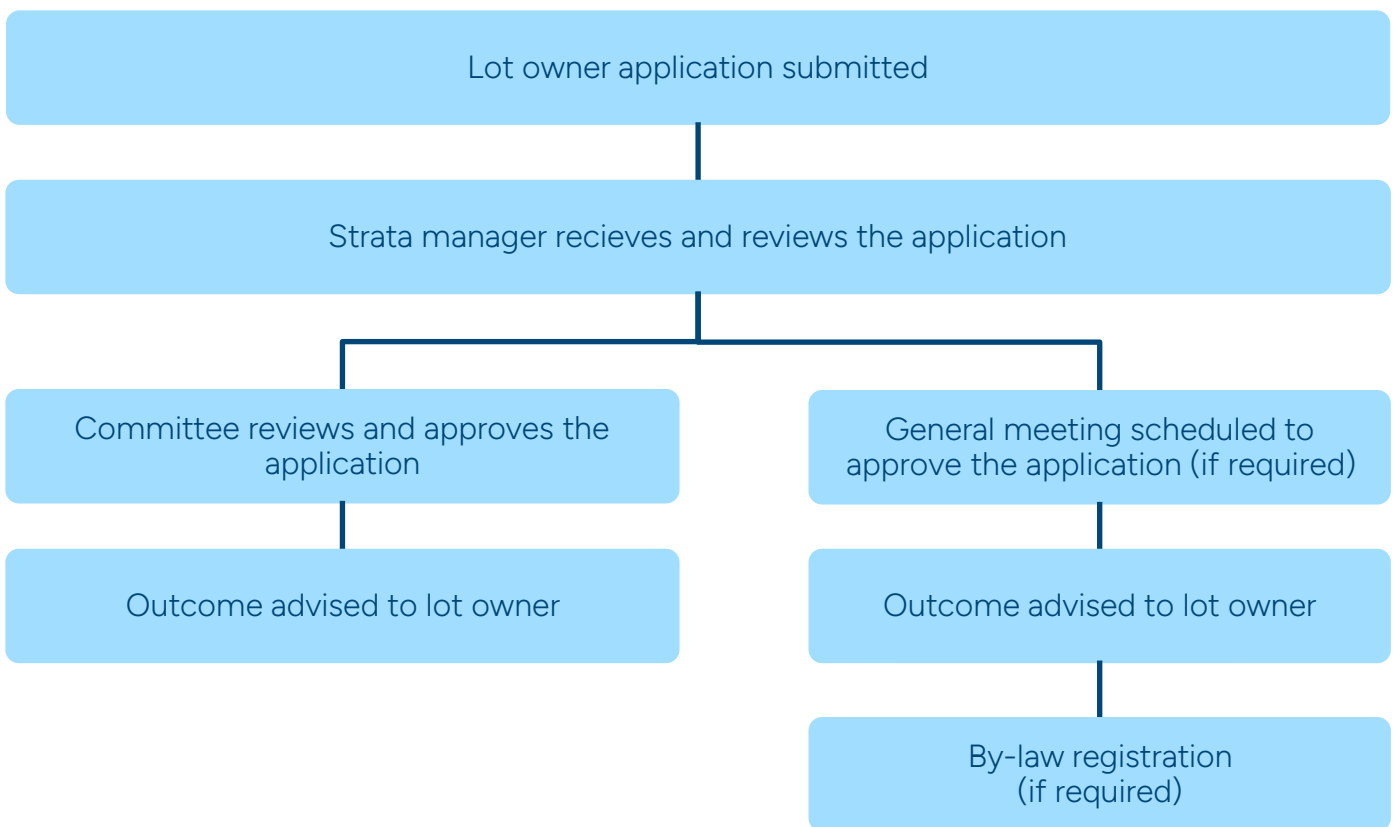 Lot owner application submitted
Strata manager recieves and reviews the application
Committee reviews and approves the
application
General meeting scheduled to
approve the application (if required)
Outcome advised to lot owner
Outcome advised to lot owner
By-law registration
(if required)